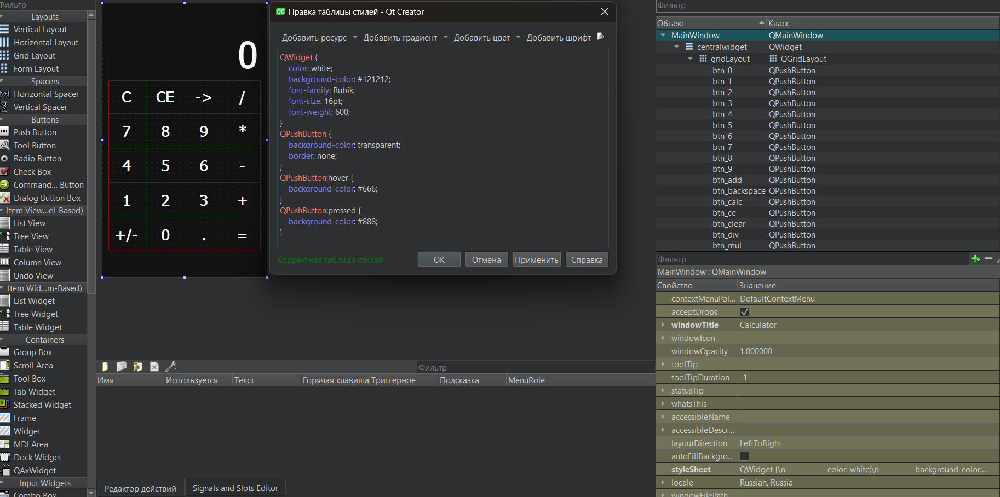 Фильтр
Layouts
Vertical Layout
Horizontal Layout
Grid Layout
Form Layout
Spacers
Horizontal Spacer
Vertical Spacer
Buttons
OK
Push Button
Tool Button
Radio Button
Check Box
Command... Button
Dialog Button Box
Item View...el-Based)
List View
Tree View
Table View
Column View
Undo View
Item Wid...m-Based)
List Widget
Tree Widget
Table Widget
Containers
Group Box
Scroll Area
Tool Box
Tab Widget
Stacked Widget
Frame
Widget
MDI Area
Dock Widget
QAxWidget
Input Widgets
Combo Box
0
C CE -> /
7 8 9 *
4 5 6 -
1 2 3 +
+/- 0 . =
QC Правка таблицы стилей - Qt Creator
Добавить ресурс Добавить градиент Добавить цвет Добавить шрифт
QWidget {
color: white;
background-color: #121212;
font-family: Rubik;
font-size: 16pt;
font-weight: 600;
}
QPushButton {
background-color: transparent;
border: none;
}
QPushButton:hover {
background-color: #666;
}
QPushButton:pressed {
background-color: #888;
}
Корректная таблица стилей
OK Отмена Применить Справка
Фильтр
Имя Используется Текст Горячая клавиша Триггерное Подсказка MenuRole
Редактор действий Signals and Slots Editor
Фильтр
Объект Класс
MainWindow QMainWindow
centralwidget QWidget
gridLayout QGridLayout
btn_0 QPushButton
btn_1 QPushButton
btn_2 QPushButton
btn_3 QPushButton
btn_4 QPushButton
btn_5 QPushButton
btn_6 QPushButton
btn_7 QPushButton
btn_8 QPushButton
btn_9 QPushButton
btn_add QPushButton
btn_backspace QPushButton
btn_calc QPushButton
btn_ce QPushButton
btn_clear QPushButton
btn_div QPushButton
btn_mul QPushButton
Фильтр
MainWindow : QMainWindow
Свойство Значение
contextMenuPol... DefaultContextMenu
acceptDrops
windowTitle Calculator
windowIcon
windowOpacity 1.000000
toolTip
toolTipDuration -1
statusTip
whatsThis
accessibleName
accessibleDescr...
layoutDirection LeftToRight
autoFillBackgro...
styleSheet QWidget {\n color: white;\n background-color:...
locale Russian, Russia
windowFilePath